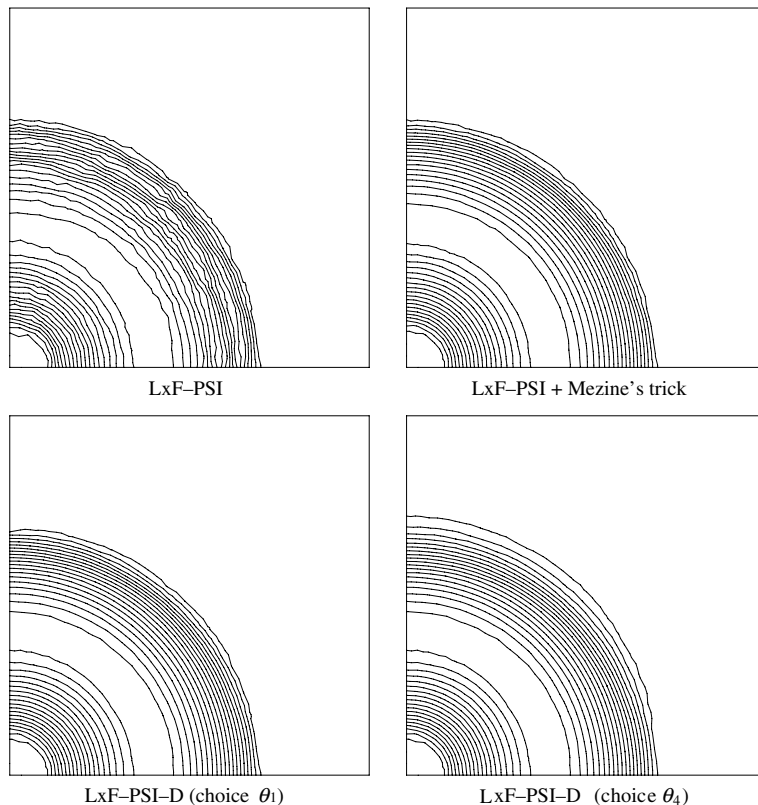 LxF–PSI
LxF–PSI + Mezine's trick
LxF–PSI–D (choice θ₁)
LxF–PSI–D (choice θ₄)